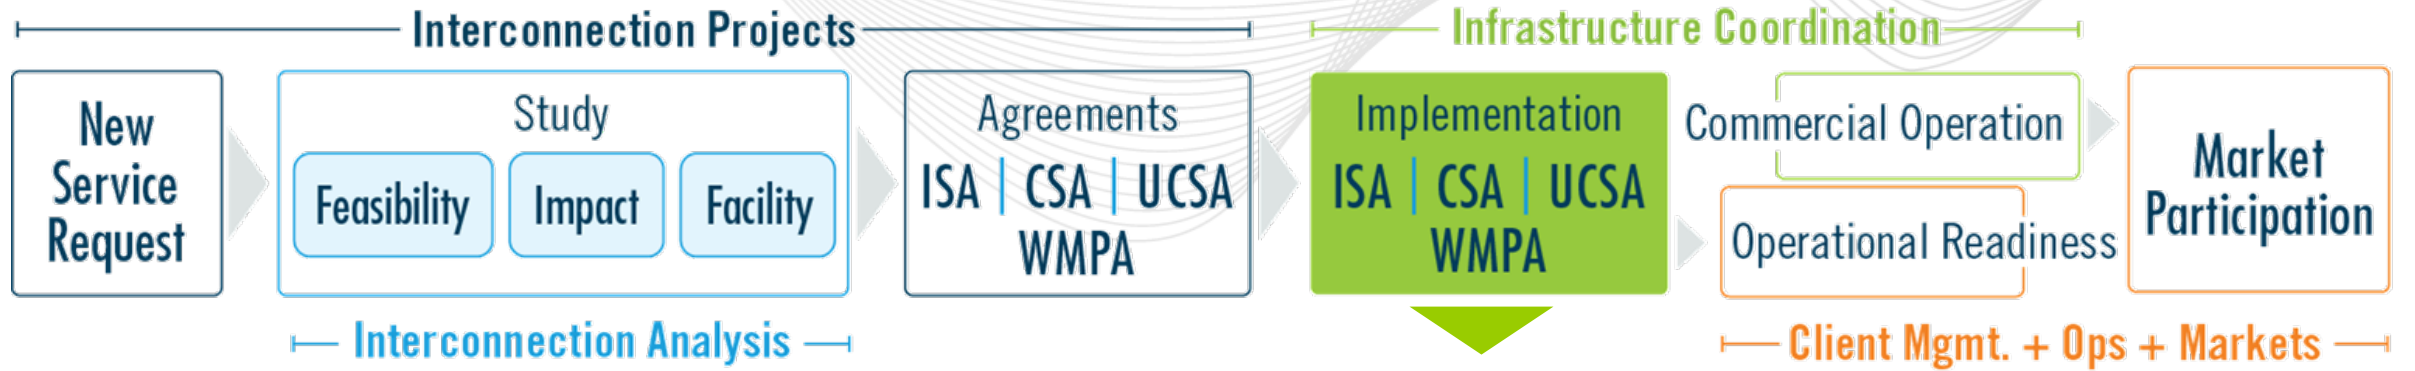 Interconnection Projects
Infrastructure Coordination
New
Service
Request
Study
Feasibility
Impact
Facility
Agreements
ISA | CSA | UCSA
WMPA
Implementation
ISA | CSA | UCSA
WMPA
Commercial Operation
Operational Readiness
Market
Participation
Interconnection Analysis
Client Mgmt. + Ops + Markets